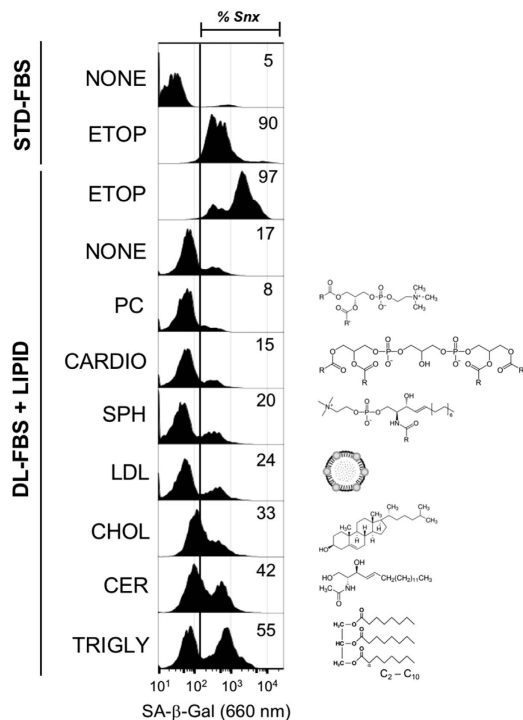 % Snx
STD-FBS
NONE
5
ETOP
90
DL-FBS + LIPID
ETOP
97
NONE
17
PC
8
CARDIO
15
SPH
20
LDL
24
CHOL
33
CER
42
TRIGLY
55
10¹ 10² 10³ 10⁴
SA-β-Gal (660 nm)
C₂ – C₁₀